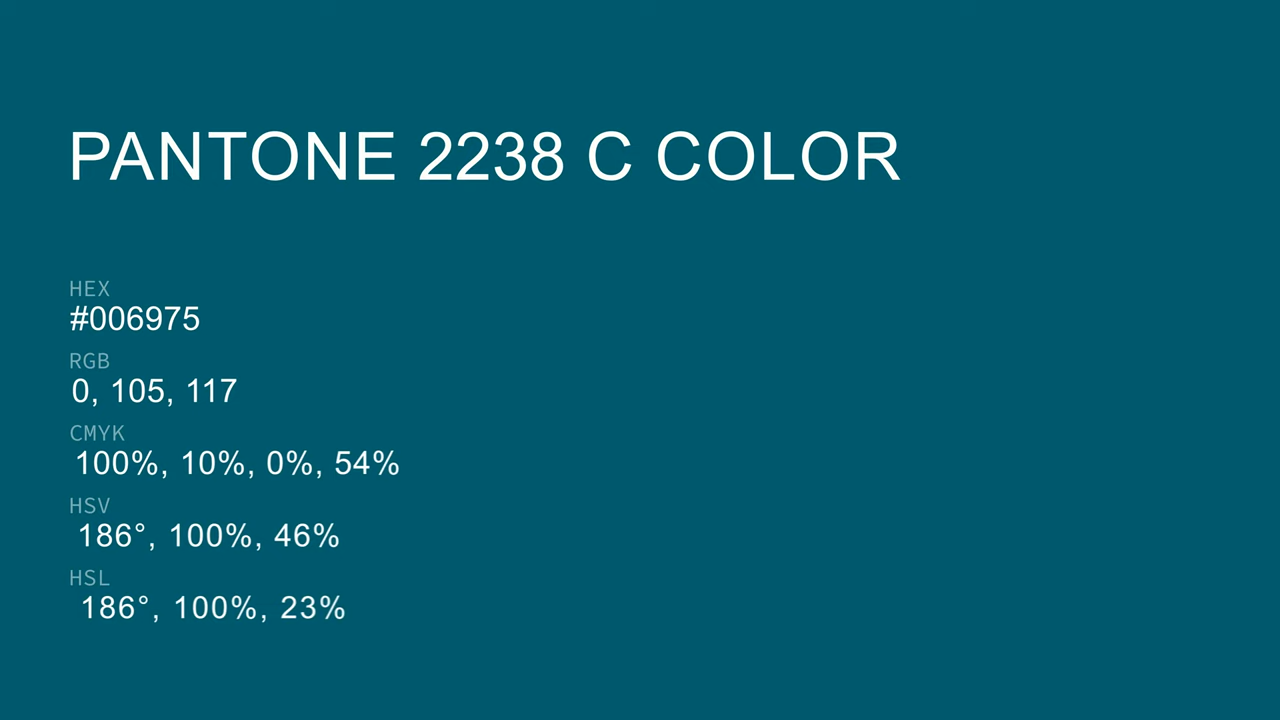 PANTONE 2238 C COLOR
HEX
#006975
RGB
0, 105, 117
CMYK
100%, 10%, 0%, 54%
HSV
186°, 100%, 46%
HSL
186°, 100%, 23%